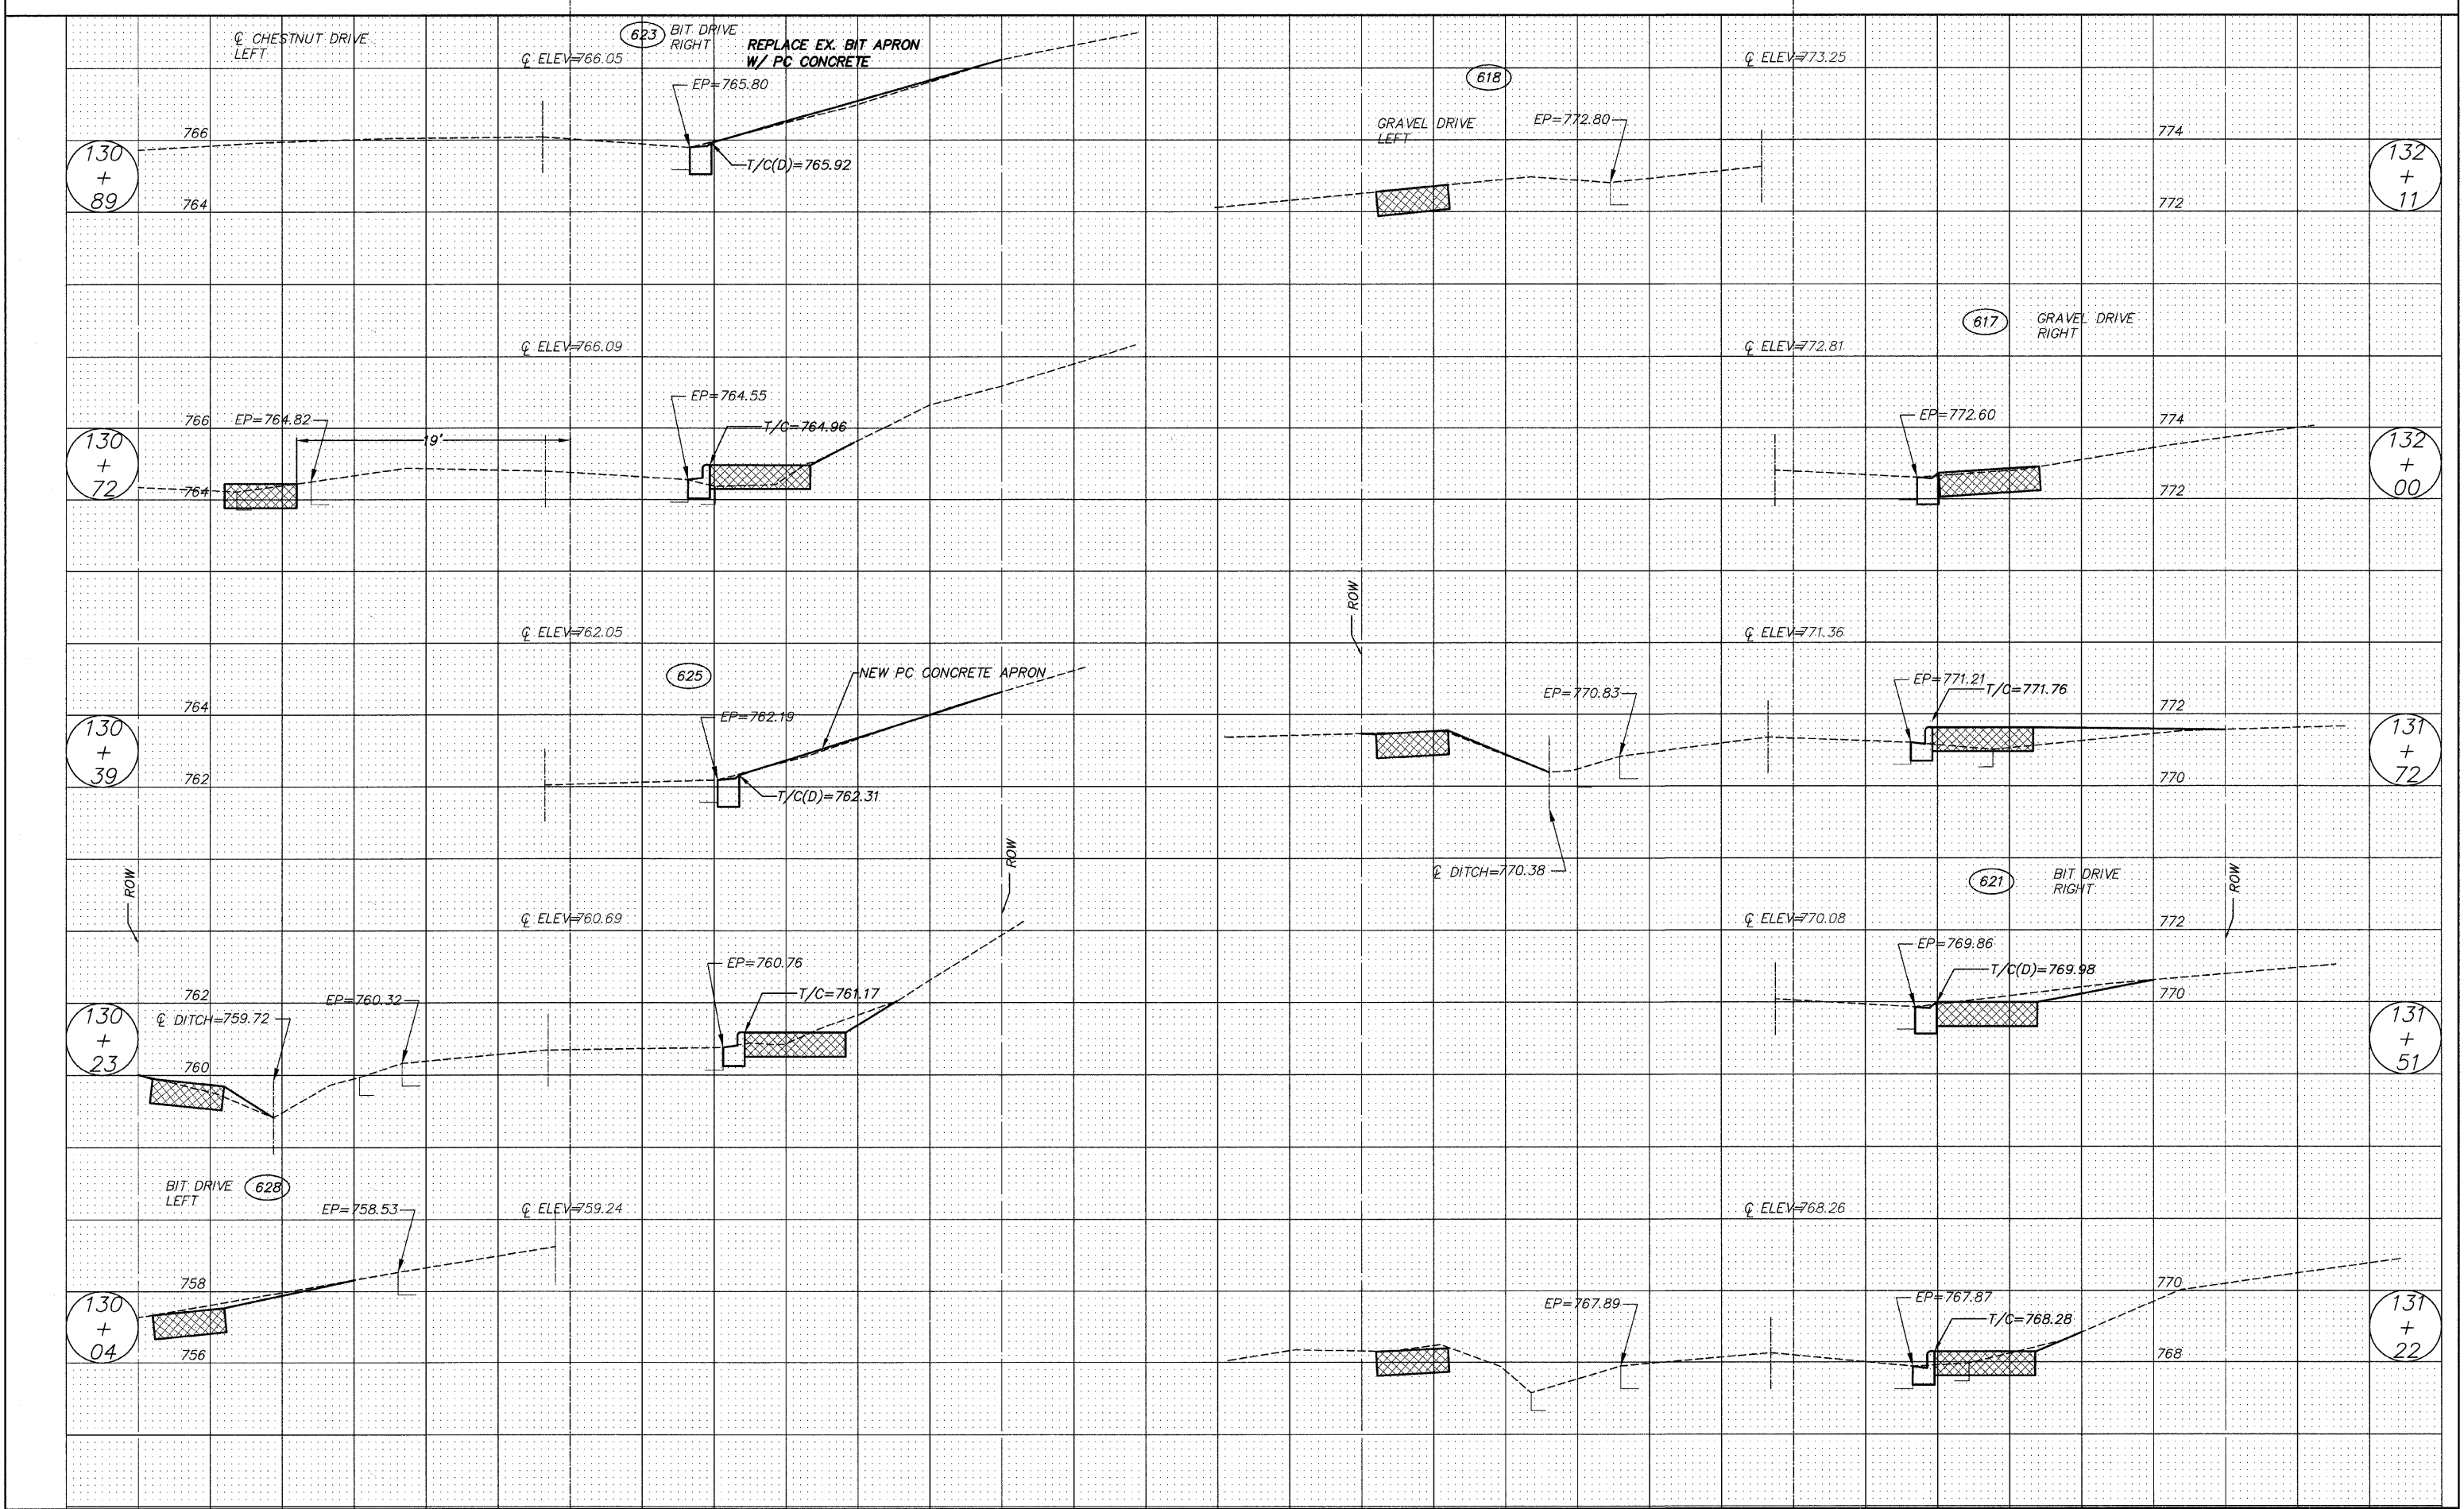 ℄ CHESTNUT DRIVE
LEFT
623
BIT DRIVE
RIGHT
REPLACE EX. BIT APRON
W/ PC CONCRETE
℄ ELEV=766.05
EP=765.80
T/C(D)=765.92
766
764
130
+
89
℄ ELEV=766.09
EP=764.82
19'
EP=764.55
T/C=764.96
766
764
130
+
72
℄ ELEV=762.05
625
NEW PC CONCRETE APRON
EP=762.19
T/C(D)=762.31
764
762
130
+
39
ROW
ROW
℄ ELEV=760.69
EP=760.76
T/C=761.17
EP=760.32
℄ DITCH=759.72
762
760
130
+
23
BIT DRIVE
LEFT
628
EP=758.53
℄ ELEV=759.24
758
756
130
+
04
618
℄ ELEV=773.25
GRAVEL DRIVE
LEFT
EP=772.80
774
772
132
+
11
617
GRAVEL DRIVE
RIGHT
℄ ELEV=772.81
EP=772.60
774
772
132
+
00
ROW
℄ ELEV=771.36
EP=770.83
EP=771.21
T/C=771.76
℄ DITCH=770.38
772
770
131
+
72
621
BIT DRIVE
RIGHT
ROW
℄ ELEV=770.08
EP=769.86
T/C(D)=769.98
772
770
131
+
51
℄ ELEV=768.26
EP=767.89
EP=767.87
T/C=768.28
770
768
131
+
22